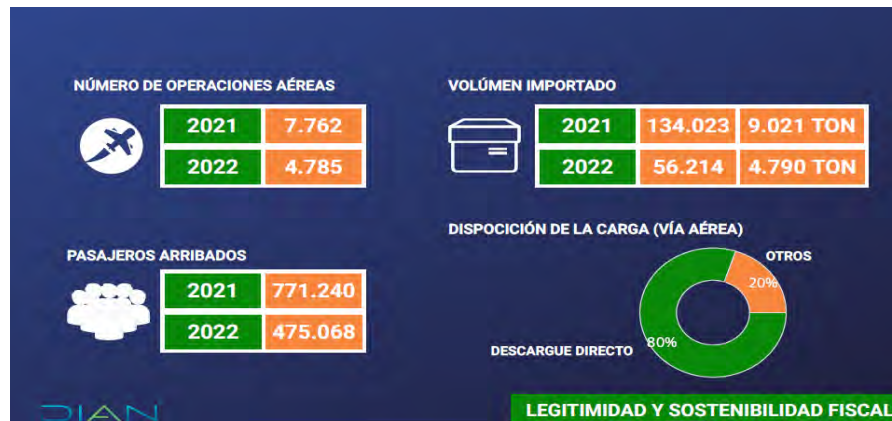 NÚMERO DE OPERACIONES AÉREAS
2021 7.762
2022 4.785
VOLÚMEN IMPORTADO
2021 134.023 9.021 TON
2022 56.214 4.790 TON
PASAJEROS ARRIBADOS
2021 771.240
2022 475.068
DISPOCICIÓN DE LA CARGA (VÍA AÉREA)
OTROS
20%
80%
DESCARGUE DIRECTO
DIAN
LEGITIMIDAD Y SOSTENIBILIDAD FISCAL